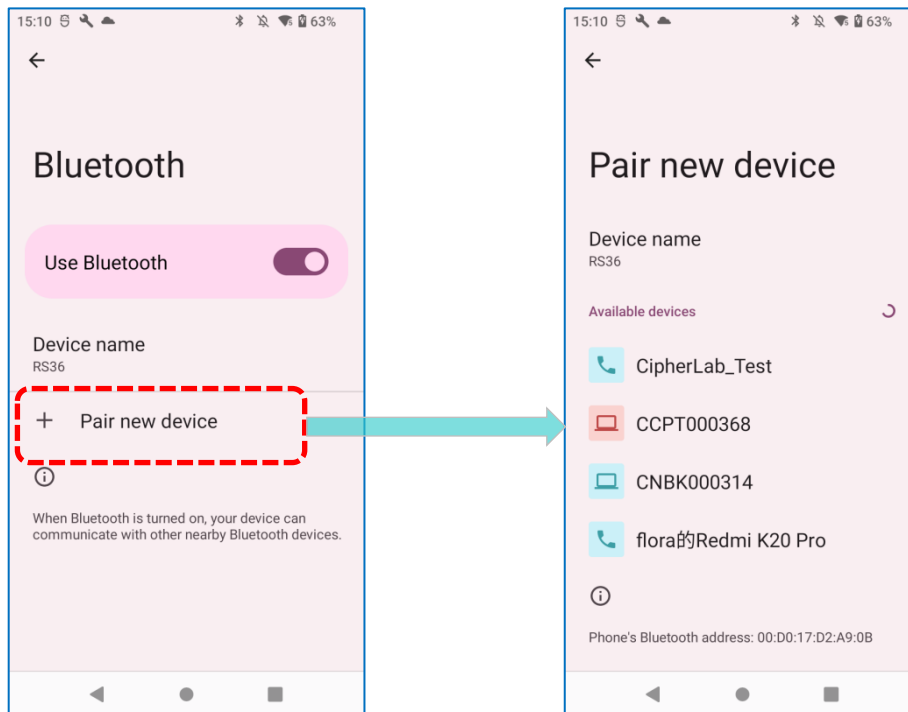 15:10 63%
Bluetooth
Use Bluetooth
Device name
RS36
Pair new device
When Bluetooth is turned on, your device can
communicate with other nearby Bluetooth devices.
15:10 63%
Pair new device
Device name
RS36
Available devices
CipherLab_Test
CCPT000368
CNBK000314
flora的Redmi K20 Pro
Phone's Bluetooth address: 00:D0:17:D2:A9:0B